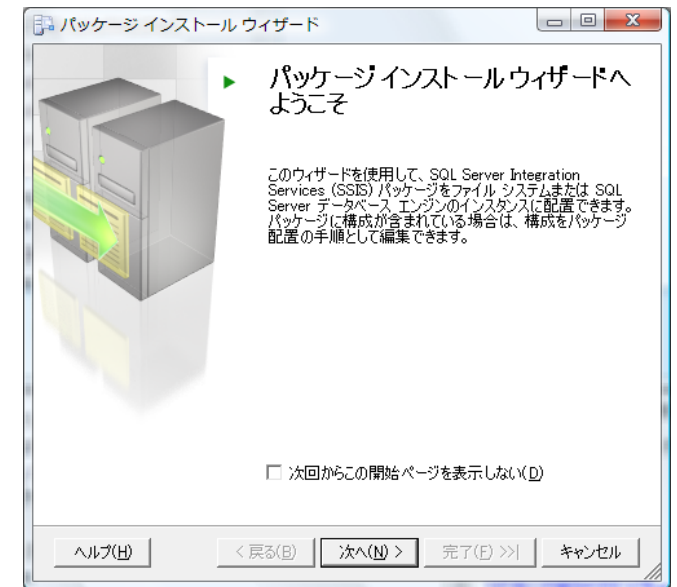 パッケージ インストール ウィザード
パッケージ インストール ウィザードへ
ようこそ
このウィザードを使用して、SQL Server Integration
Services (SSIS) パッケージをファイル システムまたは SQL
Server データベース エンジンのインスタンスに配置できます。
パッケージに構成が含まれている場合は、構成をパッケージ
配置の手順として編集できます。
次回からこの開始ページを表示しない(D)
ヘルプ(H)
< 戻る(B)
次へ(N) >
完了(F) >>|
キャンセル